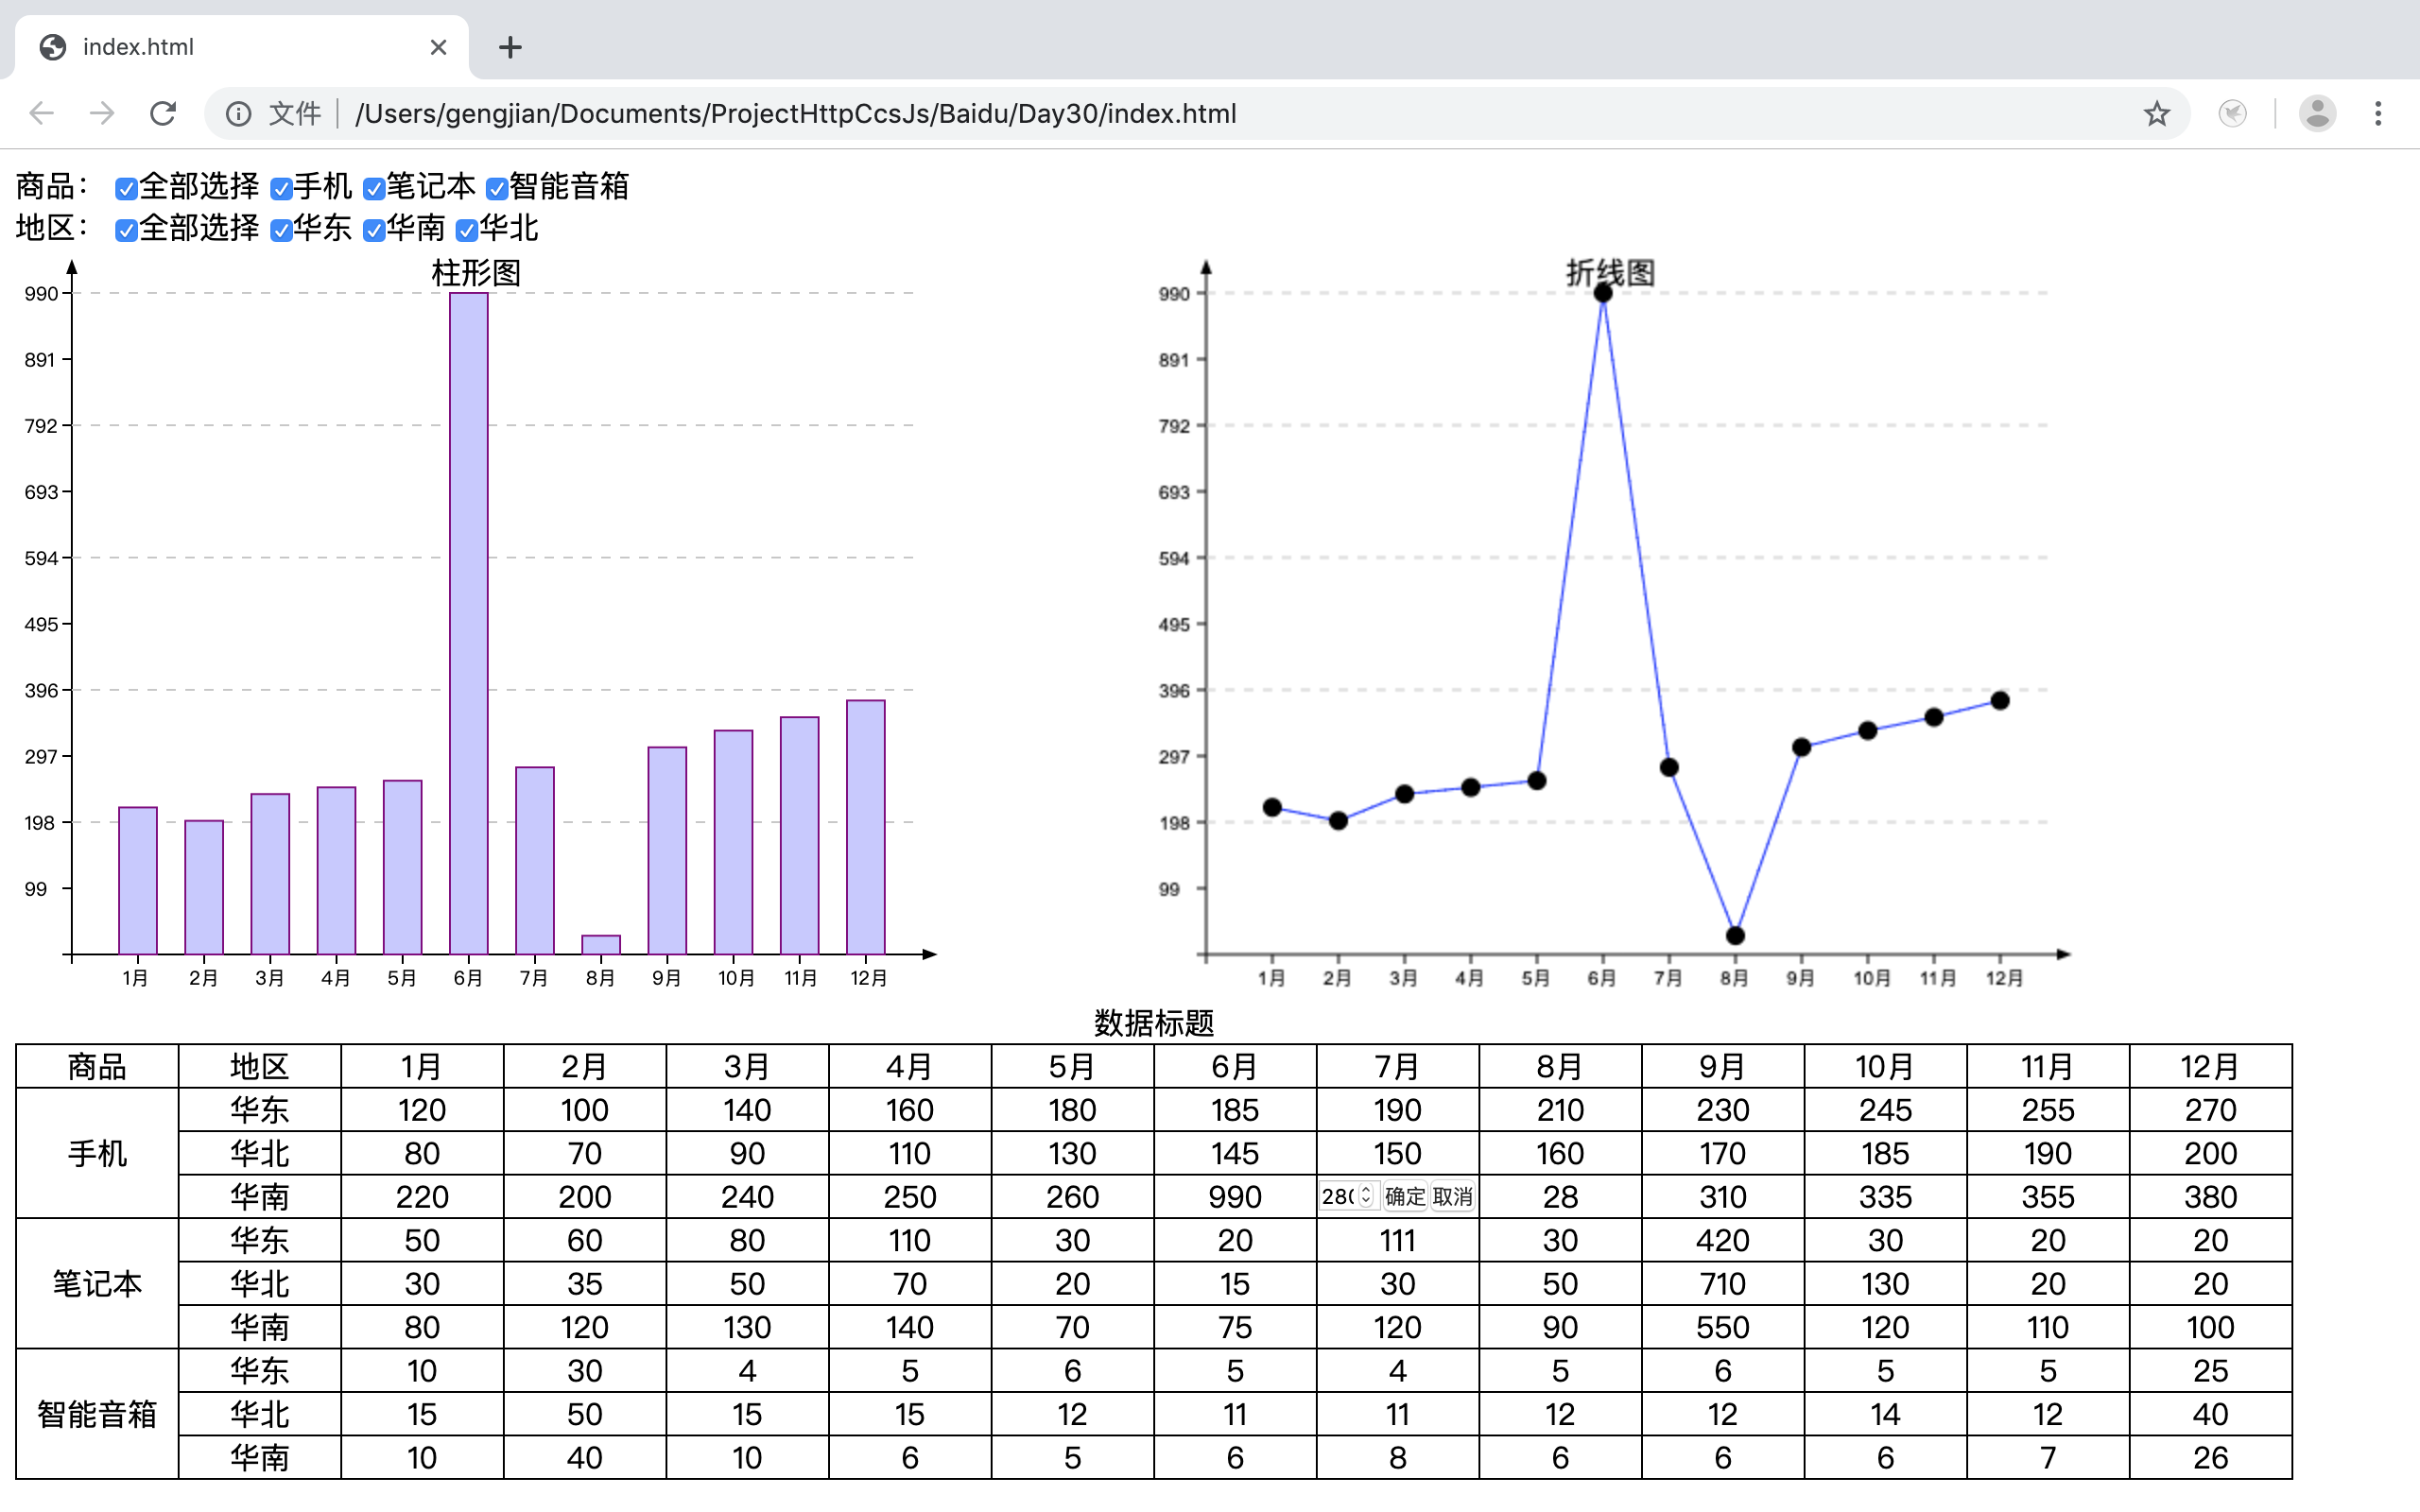 index.html
文件 /Users/gengjian/Documents/ProjectHttpCcsJs/Baidu/Day30/index.html
商品： 全部选择 手机 笔记本 智能音箱
地区： 全部选择 华东 华南 华北
柱形图
990
891
792
693
594
495
396
297
198
99
1月 2月 3月 4月 5月 6月 7月 8月 9月 10月 11月 12月
折线图
990
891
792
693
594
495
396
297
198
99
1月 2月 3月 4月 5月 6月 7月 8月 9月 10月 11月 12月
数据标题
商品 地区 1月 2月 3月 4月 5月 6月 7月 8月 9月 10月 11月 12月
手机 华东 120 100 140 160 180 185 190 210 230 245 255 270
华北 80 70 90 110 130 145 150 160 170 185 190 200
华南 220 200 240 250 260 990 280 确定 取消 28 310 335 355 380
笔记本 华东 50 60 80 110 30 20 111 30 420 30 20 20
华北 30 35 50 70 20 15 30 50 710 130 20 20
华南 80 120 130 140 70 75 120 90 550 120 110 100
智能音箱 华东 10 30 4 5 6 5 4 5 6 5 5 25
华北 15 50 15 15 12 11 11 12 12 14 12 40
华南 10 40 10 6 5 6 8 6 6 6 7 26